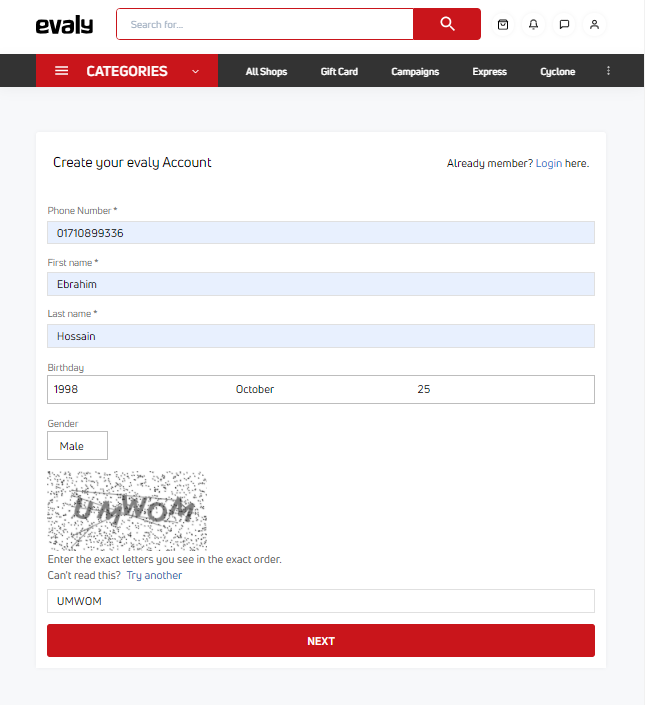 evaly
Search for...
CATEGORIES All Shops Gift Card Campaigns Express Cyclone
Create your evaly Account
Already member? Login here.
Phone Number *
01710899336
First name *
Ebrahim
Last name *
Hossain
Birthday
1998 October 25
Gender
Male
UMWOM
Enter the exact letters you see in the exact order.
Can't read this? Try another
UMWOM
NEXT